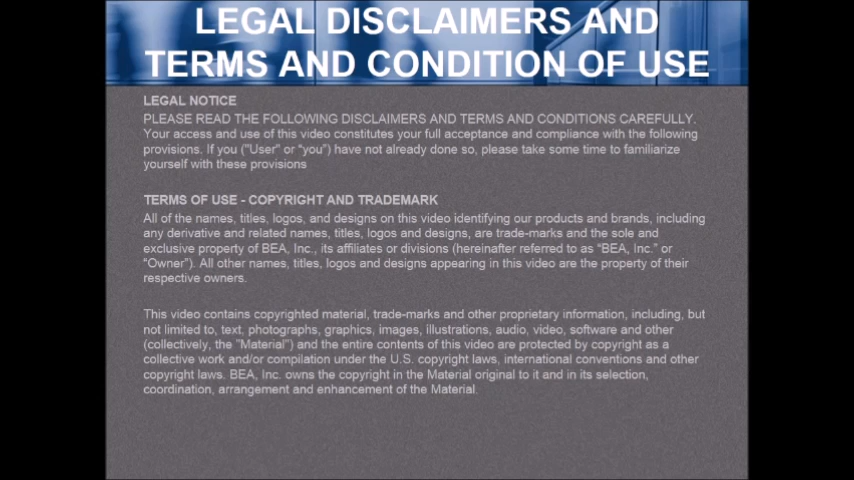 LEGAL DISCLAIMERS AND
TERMS AND CONDITION OF USE
LEGAL NOTICE
PLEASE READ THE FOLLOWING DISCLAIMERS AND TERMS AND CONDITIONS CAREFULLY.
Your access and use of this video constitutes your full acceptance and compliance with the following
provisions. If you ("User" or “you”) have not already done so, please take some time to familiarize
yourself with these provisions
TERMS OF USE - COPYRIGHT AND TRADEMARK
All of the names, titles, logos, and designs on this video identifying our products and brands, including
any derivative and related names, titles, logos and designs, are trade-marks and the sole and
exclusive property of BEA, Inc., its affiliates or divisions (hereinafter referred to as “BEA, Inc.” or
“Owner”). All other names, titles, logos and designs appearing in this video are the property of their
respective owners.
This video contains copyrighted material, trade-marks and other proprietary information, including, but
not limited to, text, photographs, graphics, images, illustrations, audio, video, software and other
(collectively, the "Material") and the entire contents of this video are protected by copyright as a
collective work and/or compilation under the U.S. copyright laws, international conventions and other
copyright laws. BEA, Inc. owns the copyright in the Material original to it and in its selection,
coordination, arrangement and enhancement of the Material.